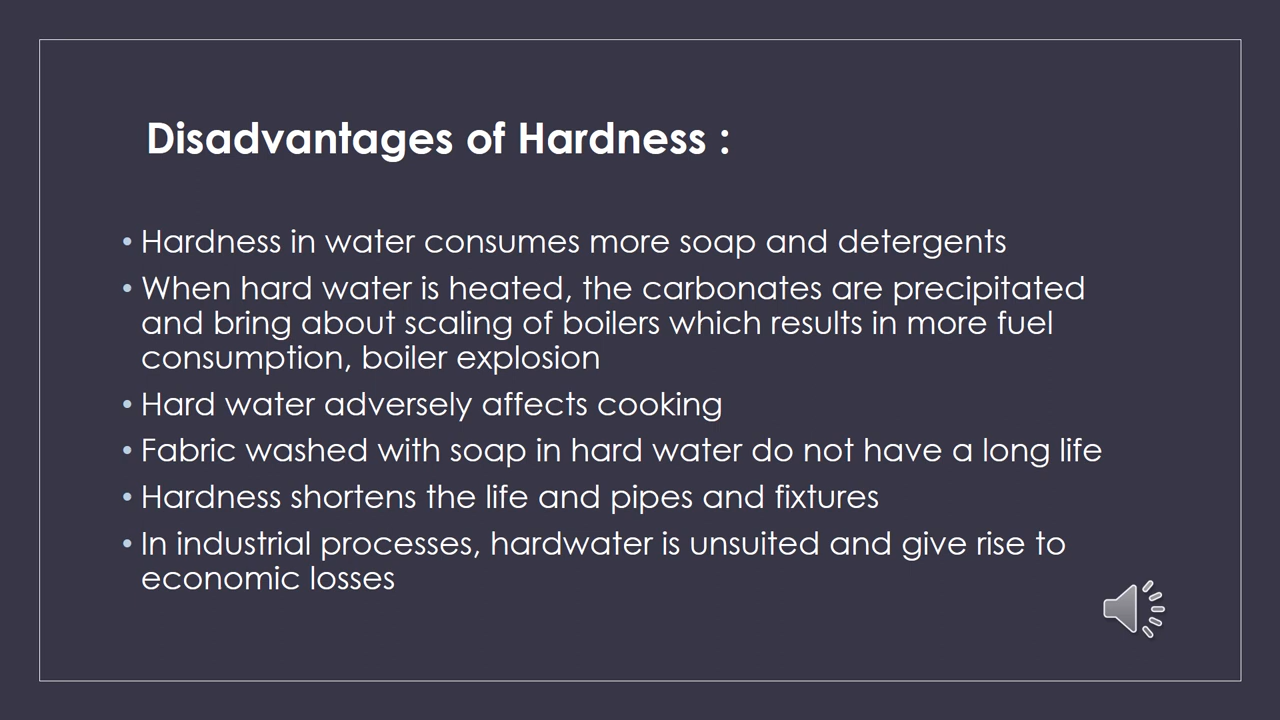 Disadvantages of Hardness :
• Hardness in water consumes more soap and detergents
• When hard water is heated, the carbonates are precipitated
and bring about scaling of boilers which results in more fuel
consumption, boiler explosion
• Hard water adversely affects cooking
• Fabric washed with soap in hard water do not have a long life
• Hardness shortens the life and pipes and fixtures
• In industrial processes, hardwater is unsuited and give rise to
economic losses